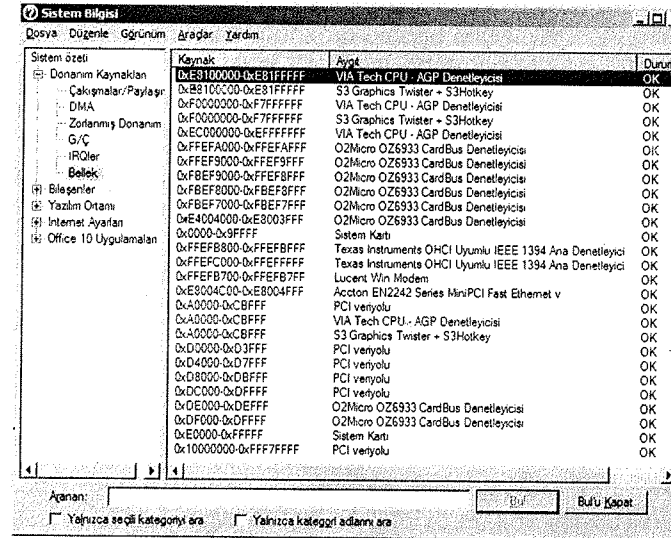 Sistem Bilgisi
Dosya Düzenle Görünüm Araçlar Yardım
Sistem özeti
Donanım Kaynakları
Çakışmalar/Paylaşır
DMA
Zorlanmış Donanım
G/Ç
IRQler
Bellek
Bileşenler
Yazılım Ortamı
Internet Ayarları
Office 10 Uygulamaları
Kaynak Aygıt Durum
0xE8100000-0xE81FFFFF VIA Tech CPU - AGP Denetleyicisi OK
0xE8100000-0xE81FFFFF S3 Graphics Twister + S3Hotkey OK
0xF0000000-0xF7FFFFFF VIA Tech CPU - AGP Denetleyicisi OK
0xF0000000-0xF7FFFFFF S3 Graphics Twister + S3Hotkey OK
0xEC000000-0xEFFFFFFF VIA Tech CPU - AGP Denetleyicisi OK
0xFFEFA000-0xFFEFAFFF O2Micro OZ6933 CardBus Denetleyicisi OK
0xFFEF9000-0xFFEF9FFF O2Micro OZ6933 CardBus Denetleyicisi OK
0xFBEF9000-0xFFEF8FFF O2Micro OZ6933 CardBus Denetleyicisi OK
0xFBEF8000-0xFBEF8FFF O2Micro OZ6933 CardBus Denetleyicisi OK
0xFBEF7000-0xFBEF7FFF O2Micro OZ6933 CardBus Denetleyicisi OK
0xE4004000-0xE8003FFF O2Micro OZ6933 CardBus Denetleyicisi OK
0x0000-0x9FFFF Sistem Kartı OK
0xFFEFB800-0xFFEFBFFF Texas Instruments OHCI Uyumlu IEEE 1394 Ana Denetleyici OK
0xFFEFC000-0xFFEFFFFF Texas Instruments OHCI Uyumlu IEEE 1394 Ana Denetleyici OK
0xFFEFB700-0xFFEFB7FF Lucent Win Modem OK
0xE8004C00-0xE8004FFF Accton EN2242 Series MiniPCI Fast Ethernet v OK
0xA0000-0xCBFFF PCI veriyolu OK
0xA0000-0xCBFFF VIA Tech CPU - AGP Denetleyicisi OK
0xA0000-0xCBFFF S3 Graphics Twister + S3Hotkey OK
0xD0000-0xD3FFF PCI veriyolu OK
0xD4000-0xD7FFF PCI veriyolu OK
0xD8000-0xDBFFF PCI veriyolu OK
0xDC000-0xDFFFF PCI veriyolu OK
0xDE000-0xDEFFF O2Micro OZ6933 CardBus Denetleyicisi OK
0xDF000-0xDFFFF O2Micro OZ6933 CardBus Denetleyicisi OK
0xE0000-0xFFFFF Sistem Kartı OK
0x10000000-0xFFF7FFFF PCI veriyolu OK
Aranan: Bul Bul'u Kapat
Yalnızca seçili kategoriyi ara Yalnızca kategori adlarını ara